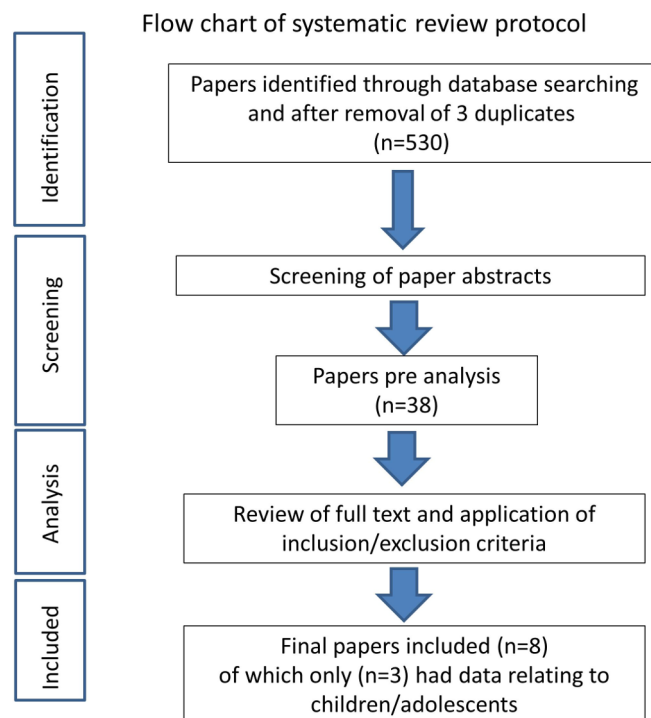 Flow chart of systematic review protocol
Identification
Papers identified through database searching
and after removal of 3 duplicates
(n=530)
Screening
Screening of paper abstracts
Papers pre analysis
(n=38)
Analysis
Review of full text and application of
inclusion/exclusion criteria
Included
Final papers included (n=8)
of which only (n=3) had data relating to
children/adolescents